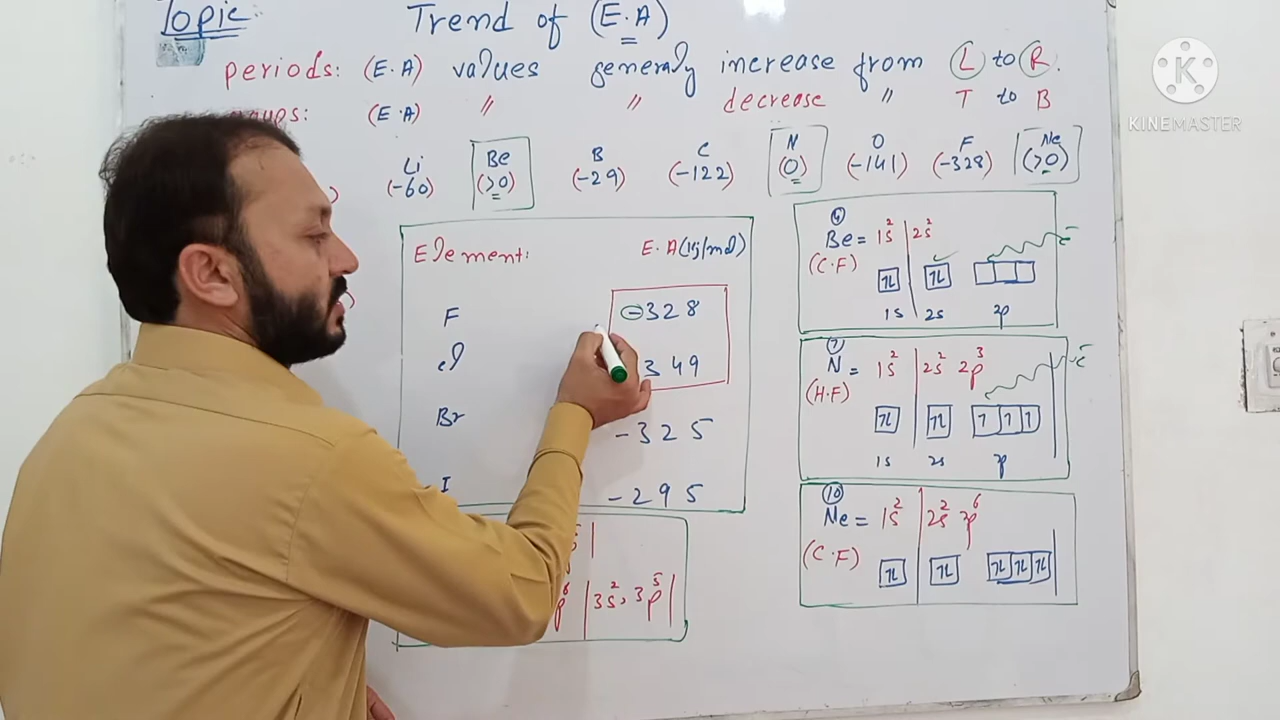 Topic
Trend of (E.A)
periods: (E.A) values generally increase from L to R.
(E.A) " " decrease " T to B
Li Be B C N O F Ne
(-60) (>0) (-29) (-122) (0) (-141) (-328) (>0)
Element: E.A (kj/mol)
F -328
Cl 349
Br -325
I -295
3s², 3p⁵
4
Be = 1s² 2s²
(C.F)
e⁻
1s 2s 2p
7
N = 1s² 2s² 2p³
(H.F)
e⁻
1s 2s 2p
10
Ne = 1s² 2s² 2p⁶
(C.F)
K
KINEMASTER